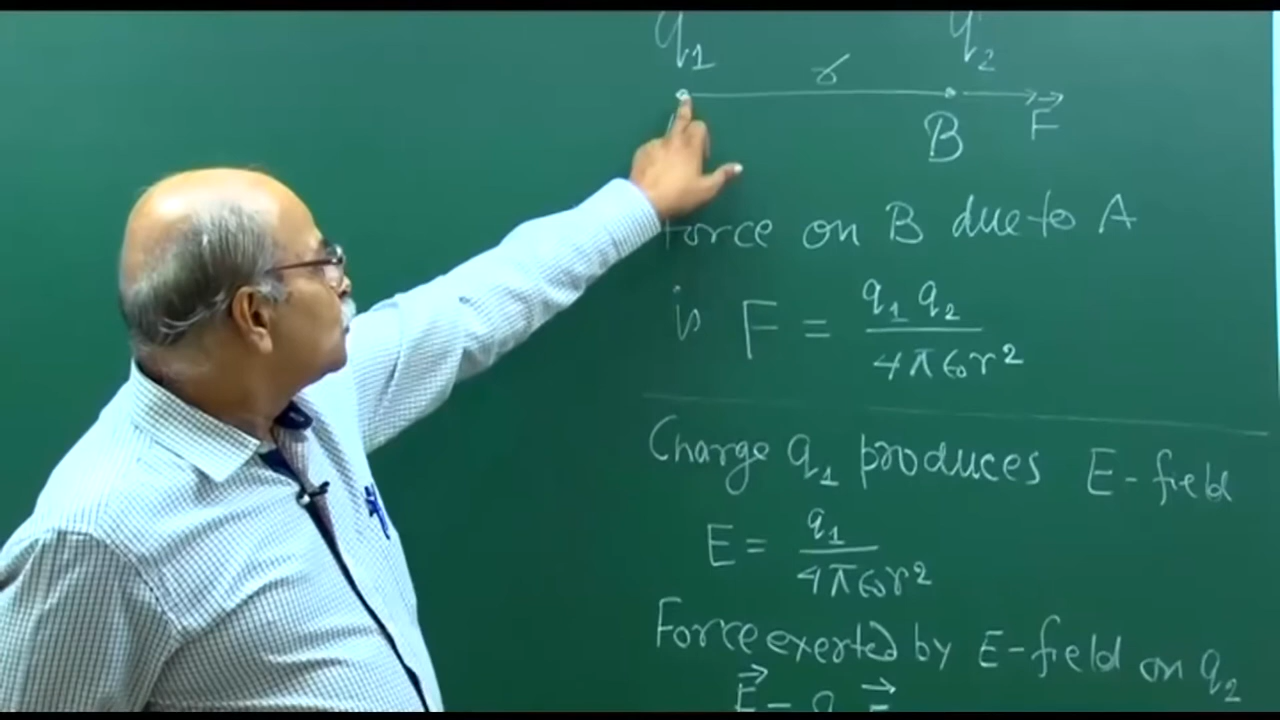 q₁ q₂
r
B F⃗
Force on B due to A
is F = q₁ q₂ / 4πϵ₀r²
Charge q₁ produces E-field
E = q₁ / 4πϵ₀r²
Force exerted by E-field on q₂